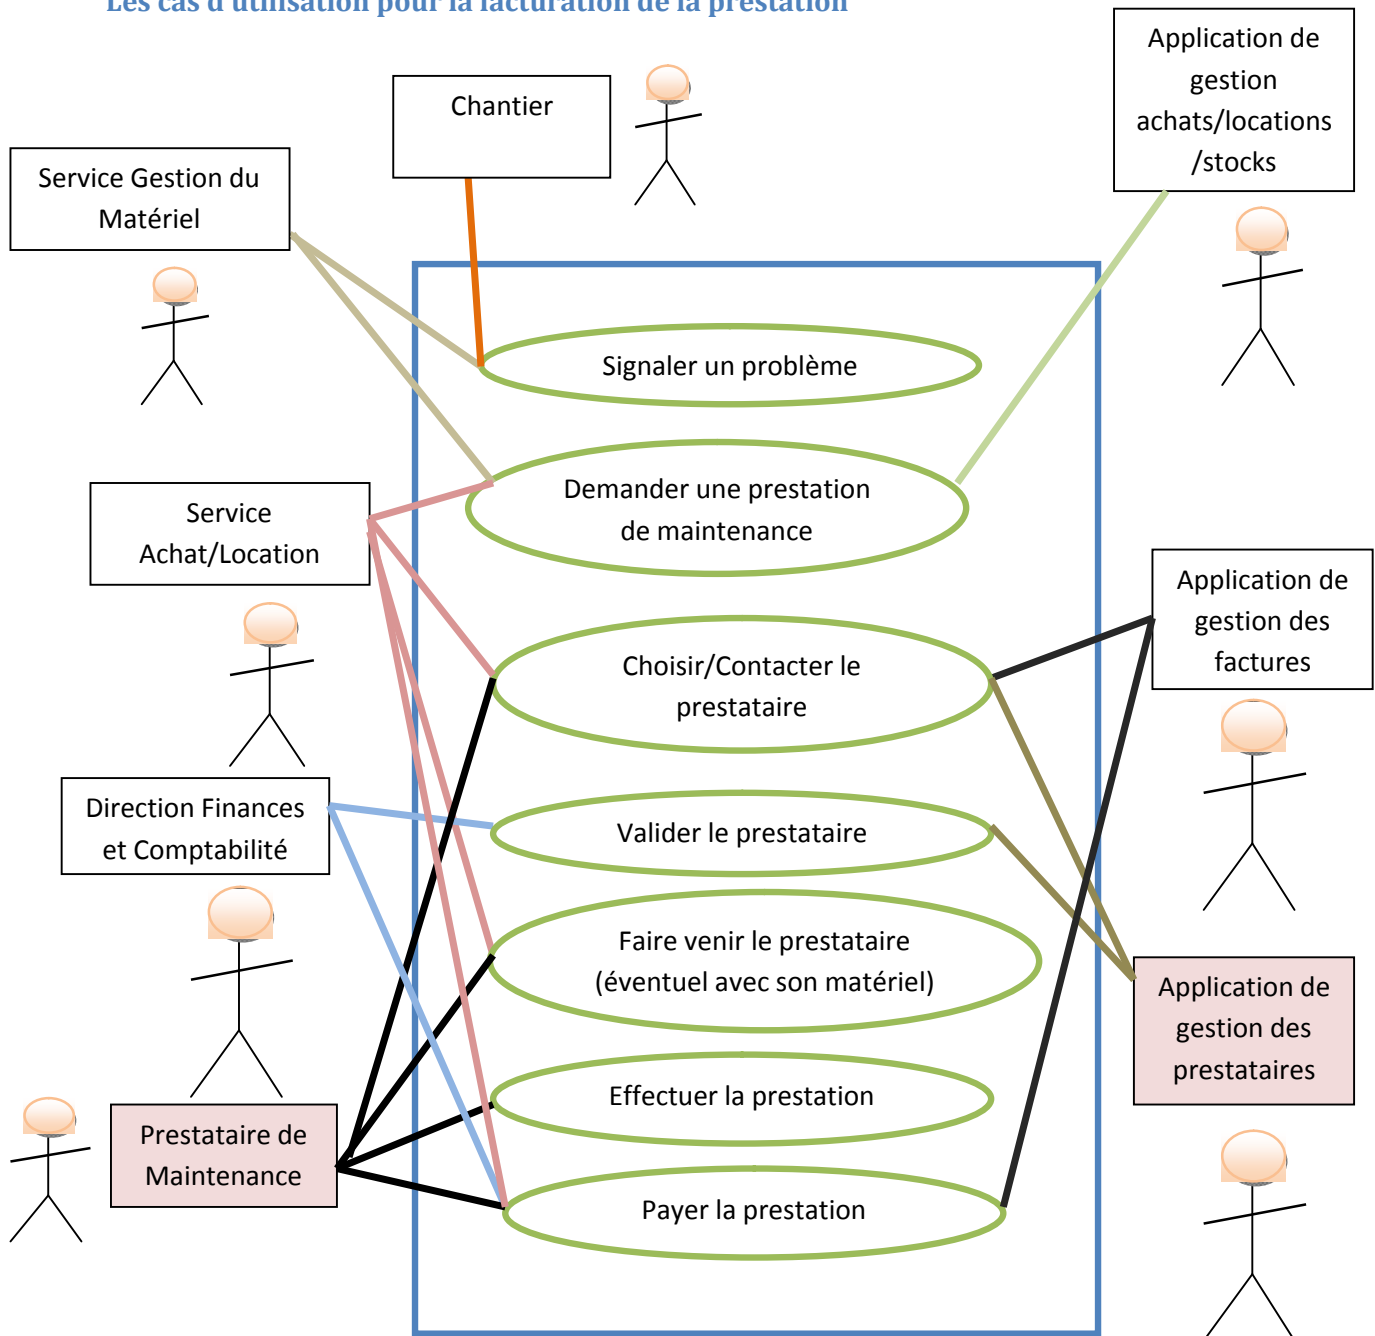 Les cas d'utilisation pour la facturation de la prestation
Application de
gestion
achats/locations
/stocks
Chantier
Service Gestion du
Matériel
Signaler un problème
Demander une prestation
de maintenance
Service
Achat/Location
Application de
gestion des
factures
Choisir/Contacter le
prestataire
Direction Finances
et Comptabilité
Valider le prestataire
Faire venir le prestataire
(éventuel avec son matériel)
Application de
gestion des
prestataires
Effectuer la prestation
Prestataire de
Maintenance
Payer la prestation